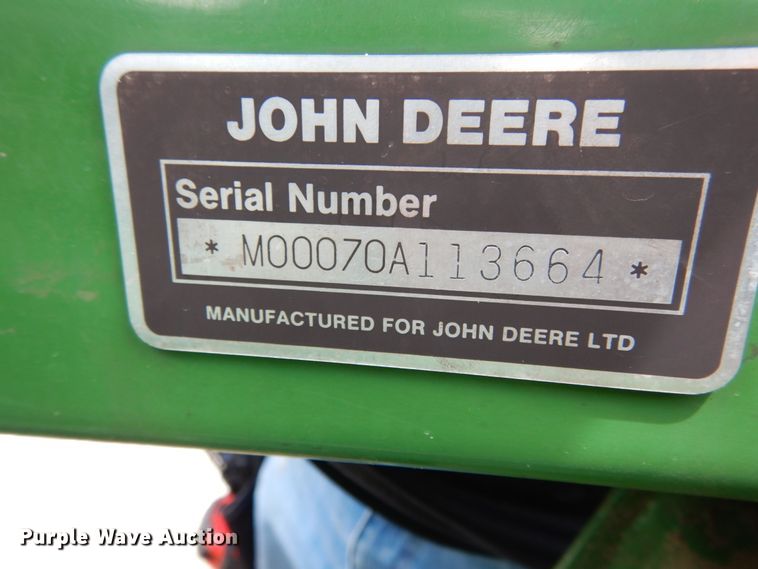 JOHN DEERE
Serial Number
* M00070A113664 *
MANUFACTURED FOR JOHN DEERE LTD
Purple Wave Auction